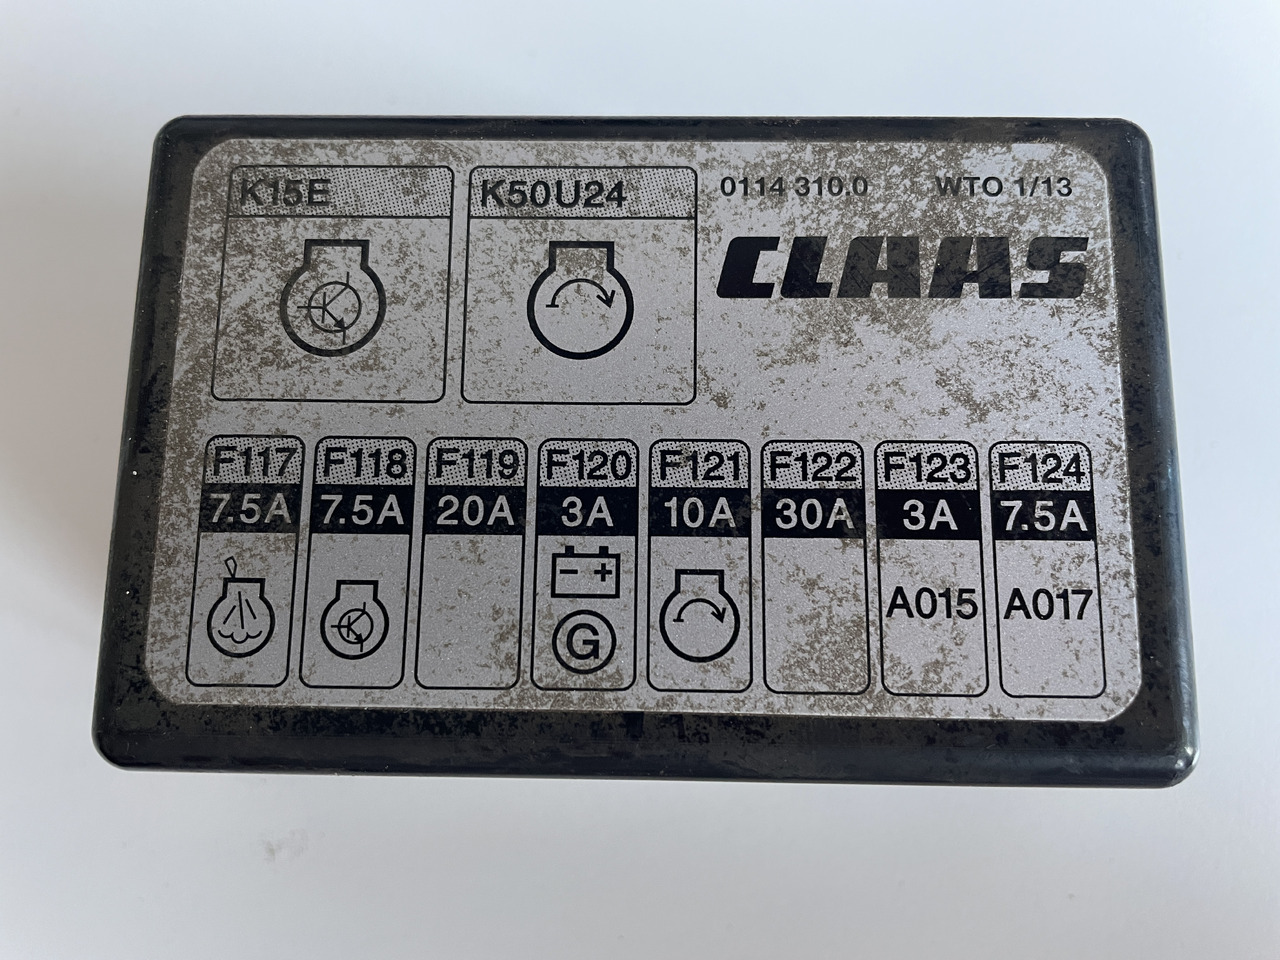 K15E
K50U24
0114 310.0 WTO 1/13
CLAAS
F117 F118 F119 F120 F121 F122 F123 F124
7.5A 7.5A 20A 3A 10A 30A 3A 7.5A
- +
G
A015 A017